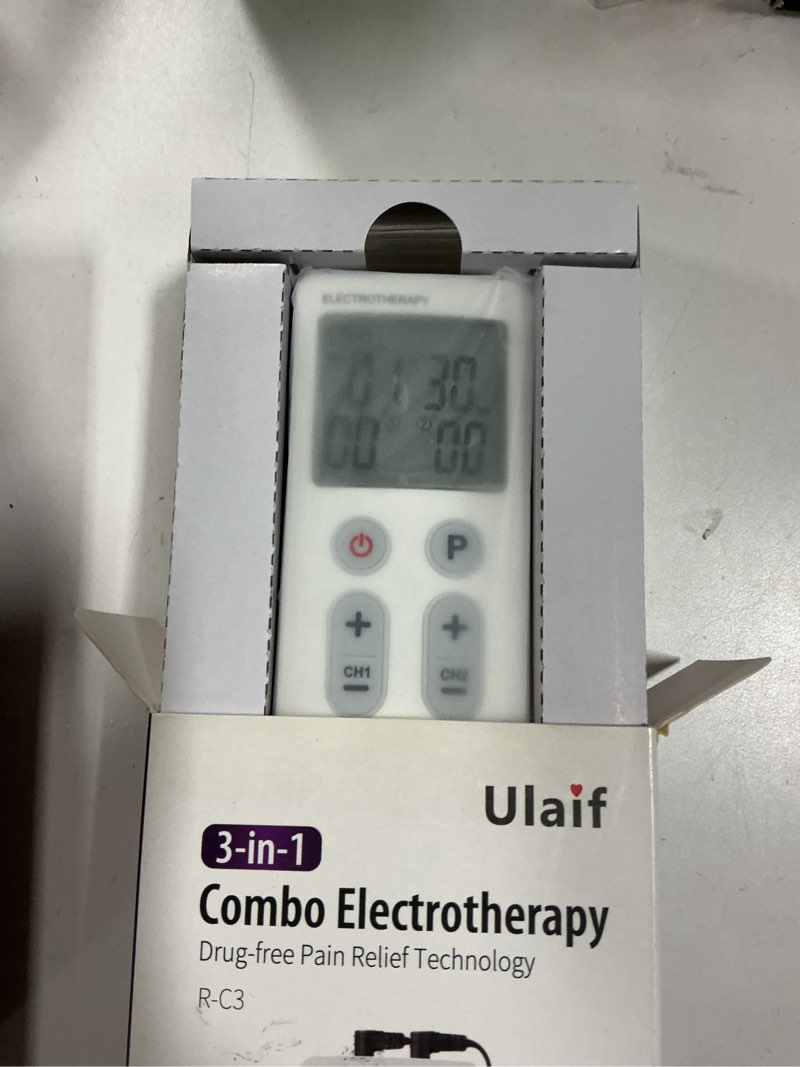 ELECTROTHERAPY
01 30
00 ② 00
P
+ +
CH1 CH2
Ulaif
3-in-1
Combo Electrotherapy
Drug-free Pain Relief Technology
R-C3